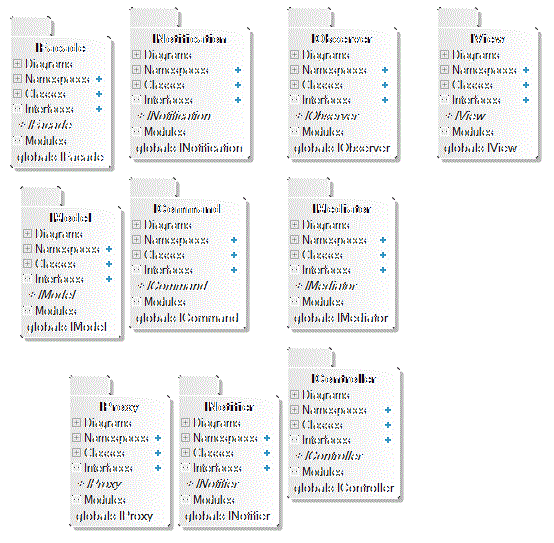 IFacade
Diagrams
Namespaces
Classes
Interfaces
IFacade
Modules
globals IFacade
INotification
Diagrams
Namespaces
Classes
Interfaces
INotification
Modules
globals INotification
IObserver
Diagrams
Namespaces
Classes
Interfaces
IObserver
Modules
globals IObserver
IView
Diagrams
Namespaces
Classes
Interfaces
IView
Modules
globals IView
IModel
Diagrams
Namespaces
Classes
Interfaces
IModel
Modules
globals IModel
ICommand
Diagrams
Namespaces
Classes
Interfaces
ICommand
Modules
globals ICommand
IMediator
Diagrams
Namespaces
Classes
Interfaces
IMediator
Modules
globals IMediator
IProxy
Diagrams
Namespaces
Classes
Interfaces
IProxy
Modules
globals IProxy
INotifier
Diagrams
Namespaces
Classes
Interfaces
INotifier
Modules
globals INotifier
IController
Diagrams
Namespaces
Classes
Interfaces
IController
Modules
globals IController